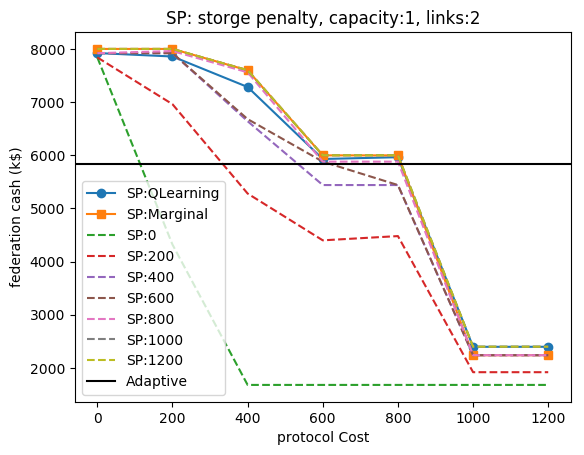 SP: storge penalty, capacity:1, links:2
federation cash (k$)
8000
7000
6000
5000
4000
3000
2000
SP:QLearning
SP:Marginal
SP:0
SP:200
SP:400
SP:600
SP:800
SP:1000
SP:1200
Adaptive
0 200 400 600 800 1000 1200
protocol Cost